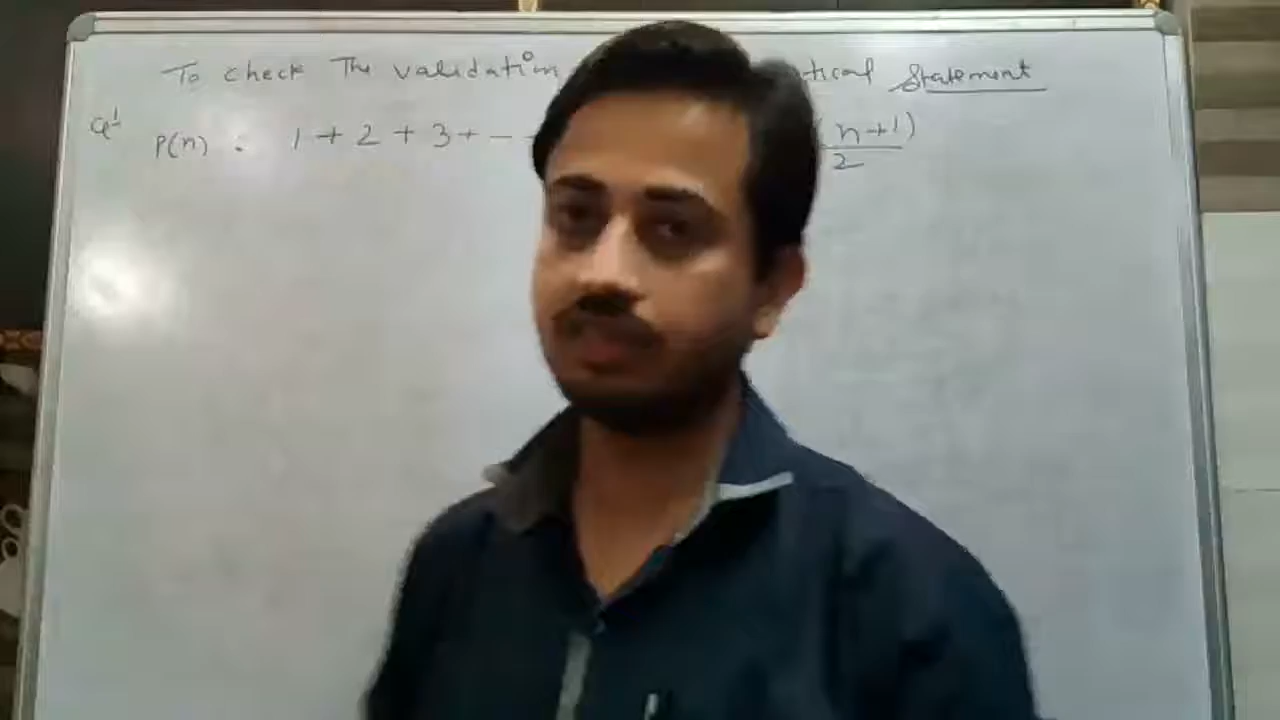 To check The validation tical Statement
Q1 P(n) : 1 + 2 + 3 + - - (n+1)
2